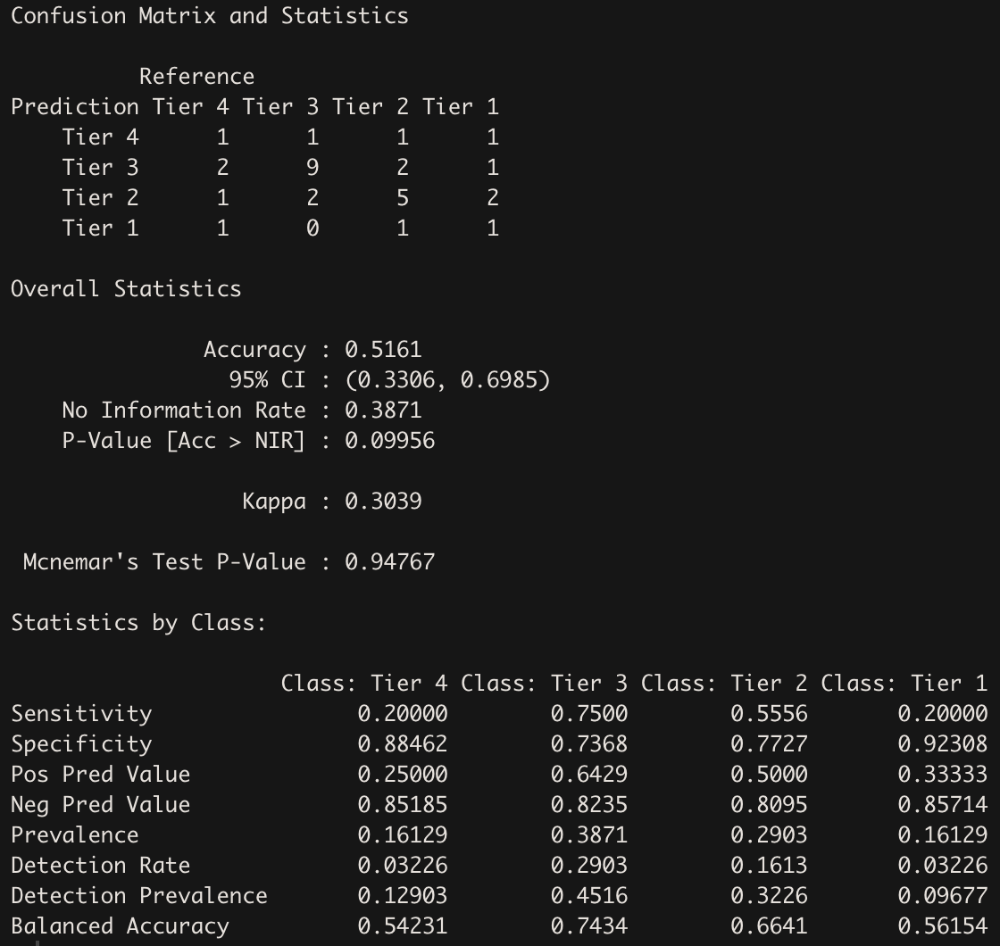 Confusion Matrix and Statistics
Reference
Prediction Tier 4 Tier 3 Tier 2 Tier 1
Tier 4 1 1 1 1
Tier 3 2 9 2 1
Tier 2 1 2 5 2
Tier 1 1 0 1 1
Overall Statistics
Accuracy : 0.5161
95% CI : (0.3306, 0.6985)
No Information Rate : 0.3871
P-Value [Acc > NIR] : 0.09956
Kappa : 0.3039
Mcnemar's Test P-Value : 0.94767
Statistics by Class:
Class: Tier 4 Class: Tier 3 Class: Tier 2 Class: Tier 1
Sensitivity 0.20000 0.7500 0.5556 0.20000
Specificity 0.88462 0.7368 0.7727 0.92308
Pos Pred Value 0.25000 0.6429 0.5000 0.33333
Neg Pred Value 0.85185 0.8235 0.8095 0.85714
Prevalence 0.16129 0.3871 0.2903 0.16129
Detection Rate 0.03226 0.2903 0.1613 0.03226
Detection Prevalence 0.12903 0.4516 0.3226 0.09677
Balanced Accuracy 0.54231 0.7434 0.6641 0.56154